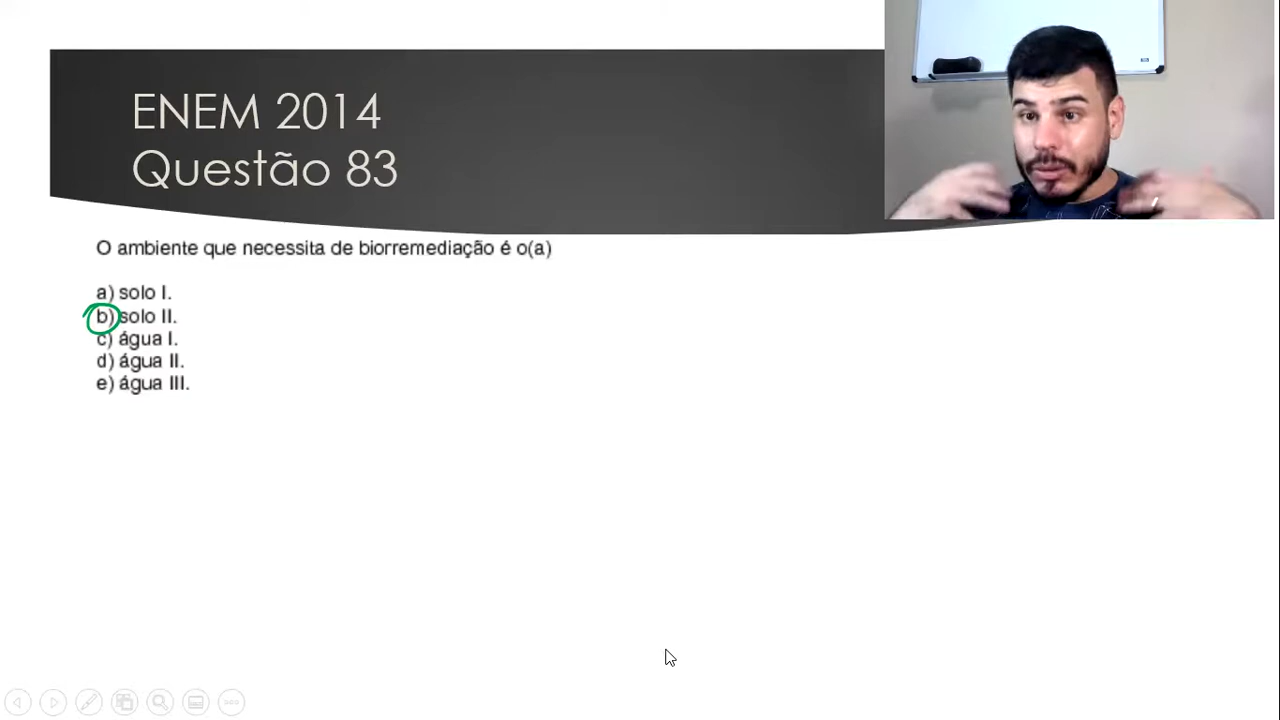 ENEM 2014
Questão 83
O ambiente que necessita de biorremediação é o(a)
a) solo I.
b) solo II.
c) água I.
d) água II.
e) água III.